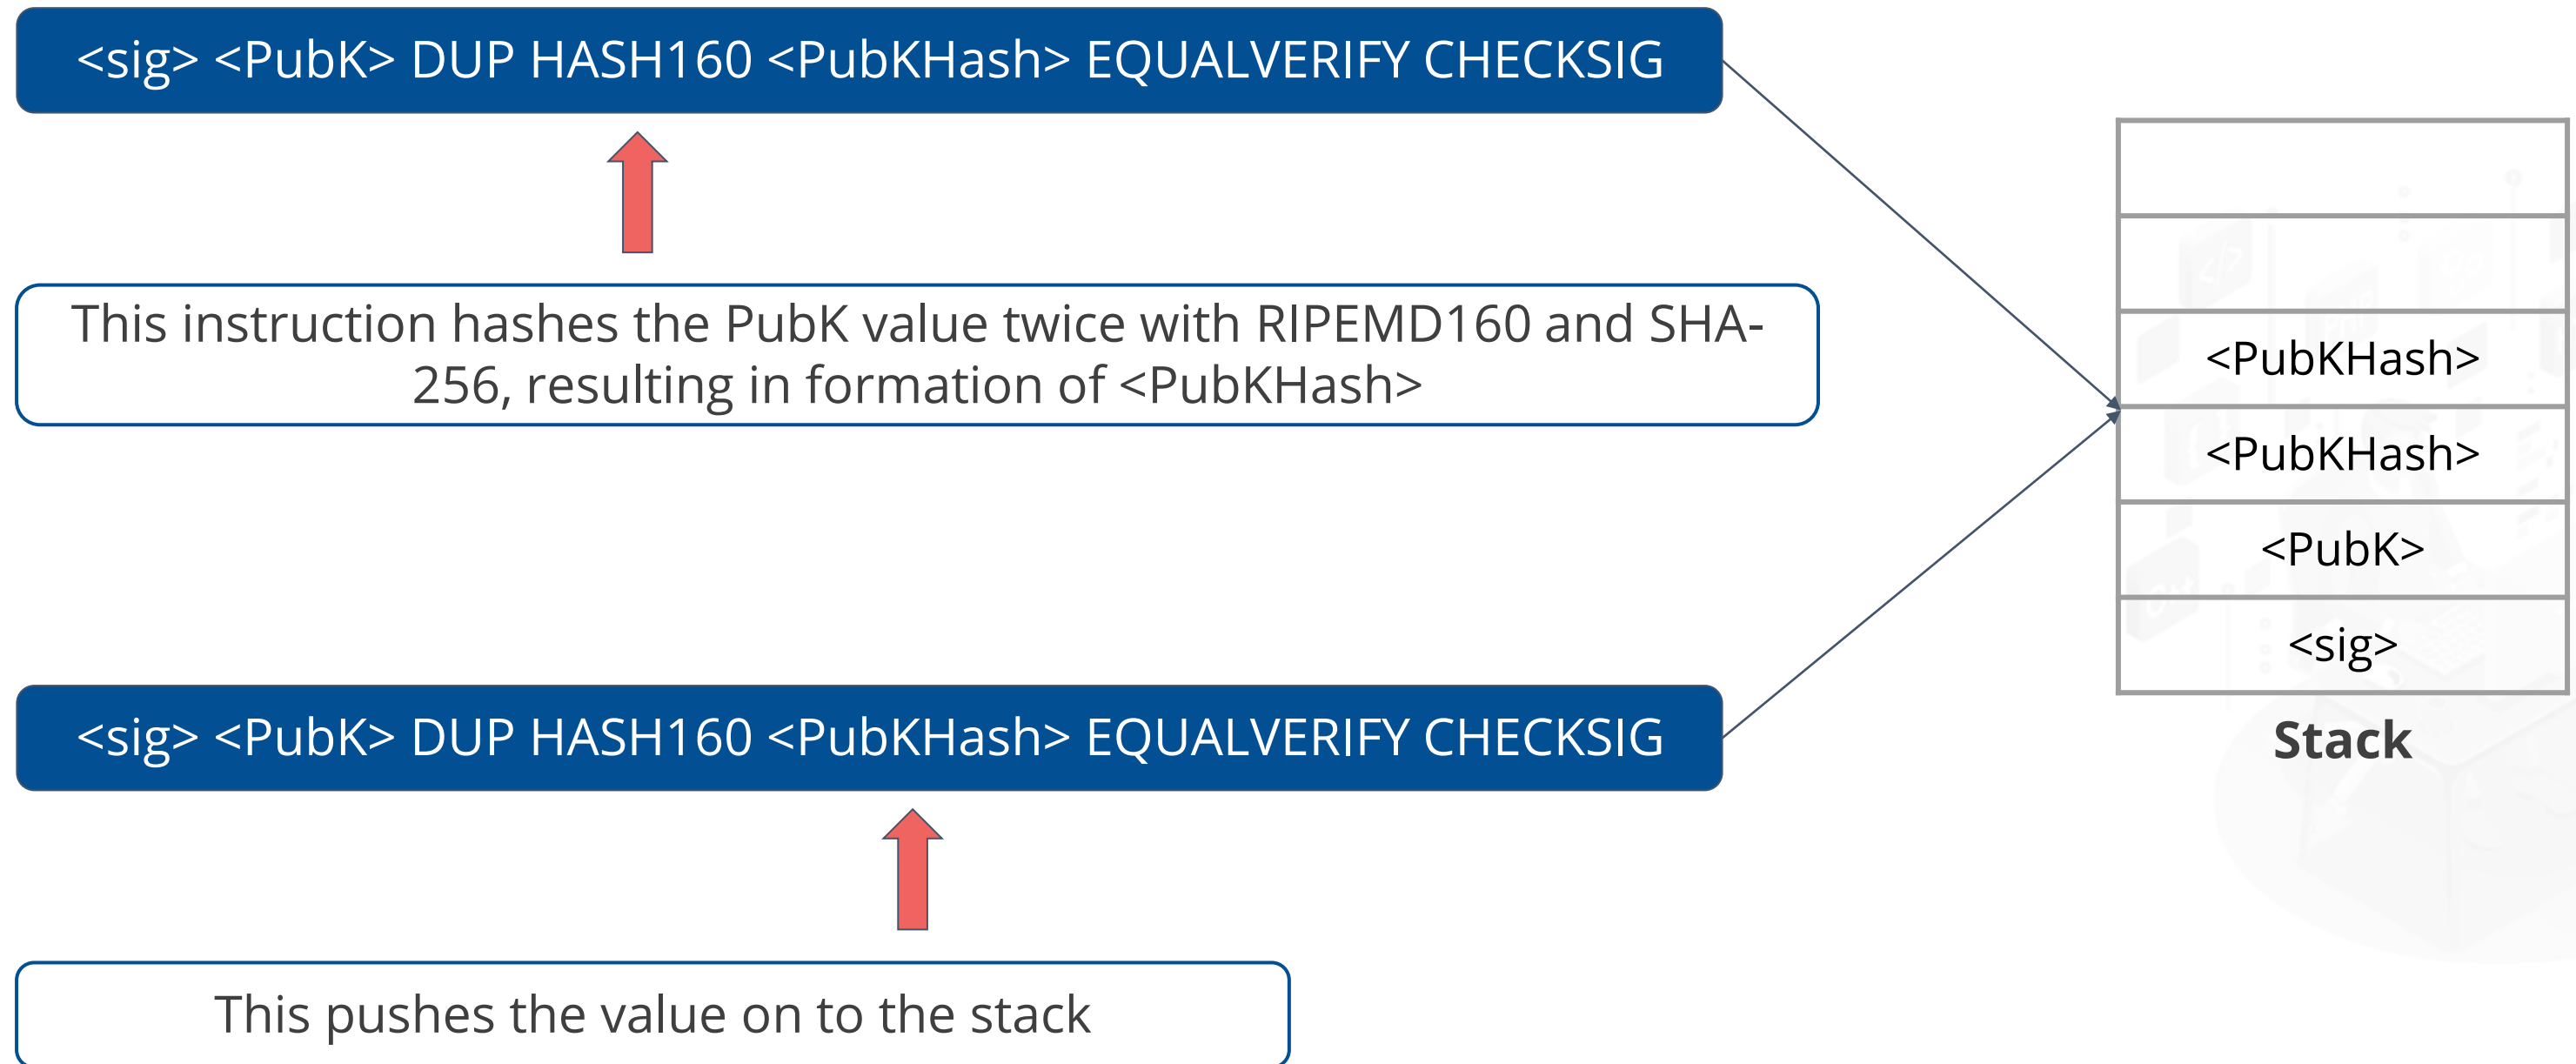 <sig> <PubK> DUP HASH160 <PubKHash> EQUALVERIFY CHECKSIG
This instruction hashes the PubK value twice with RIPEMD160 and SHA-
256, resulting in formation of <PubKHash>
<sig> <PubK> DUP HASH160 <PubKHash> EQUALVERIFY CHECKSIG
This pushes the value on to the stack
<PubKHash>
<PubKHash>
<PubK>
<sig>
Stack